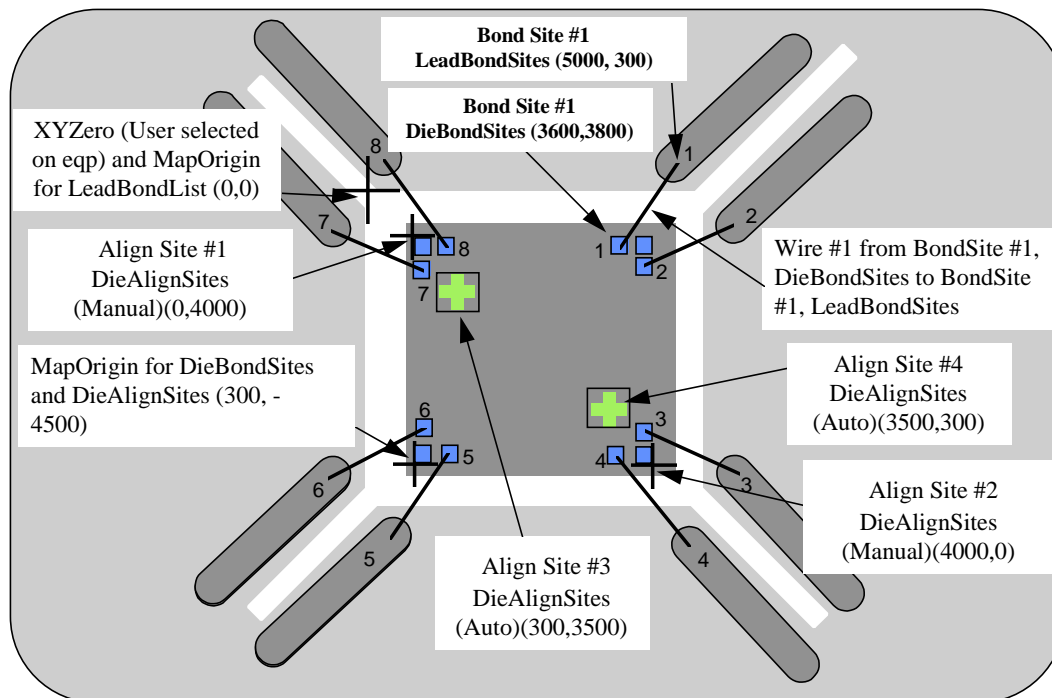 Bond Site #1
LeadBondSites (5000, 300)
Bond Site #1
DieBondSites (3600,3800)
XYZero (User selected
on eqp) and MapOrigin
for LeadBondList (0,0)
8
1
7
2
Align Site #1
DieAlignSites
(Manual)(0,4000)
8
1
7
2
Wire #1 from BondSite #1,
DieBondSites to BondSite
#1, LeadBondSites
MapOrigin for DieBondSites
and DieAlignSites (300, -
4500)
Align Site #4
DieAlignSites
(Auto)(3500,300)
6
3
5
4
6
3
5
4
Align Site #2
DieAlignSites
(Manual)(4000,0)
Align Site #3
DieAlignSites
(Auto)(300,3500)